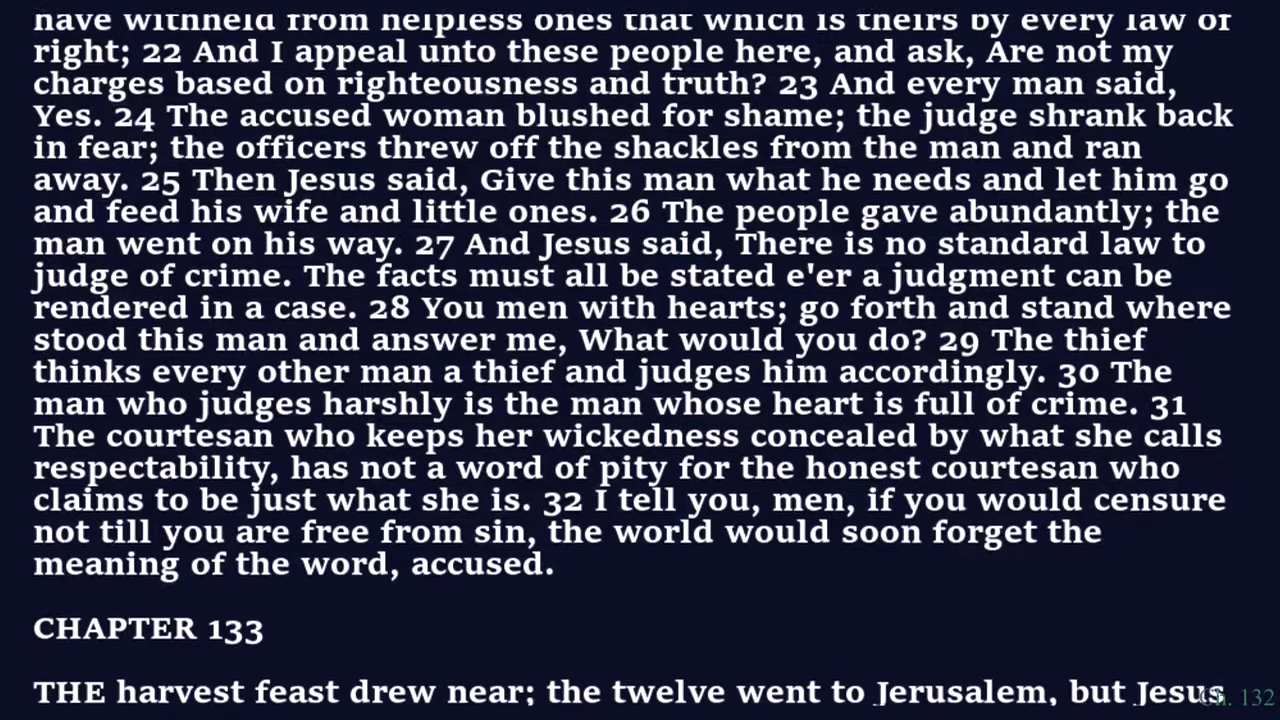 have withheld from helpless ones that which is theirs by every law of
right; 22 And I appeal unto these people here, and ask, Are not my
charges based on righteousness and truth? 23 And every man said,
Yes. 24 The accused woman blushed for shame; the judge shrank back
in fear; the officers threw off the shackles from the man and ran
away. 25 Then Jesus said, Give this man what he needs and let him go
and feed his wife and little ones. 26 The people gave abundantly; the
man went on his way. 27 And Jesus said, There is no standard law to
judge of crime. The facts must all be stated e'er a judgment can be
rendered in a case. 28 You men with hearts; go forth and stand where
stood this man and answer me, What would you do? 29 The thief
thinks every other man a thief and judges him accordingly. 30 The
man who judges harshly is the man whose heart is full of crime. 31
The courtesan who keeps her wickedness concealed by what she calls
respectability, has not a word of pity for the honest courtesan who
claims to be just what she is. 32 I tell you, men, if you would censure
not till you are free from sin, the world would soon forget the
meaning of the word, accused.
CHAPTER 133
THE harvest feast drew near; the twelve went to Jerusalem, but Jesus
Ch. 132